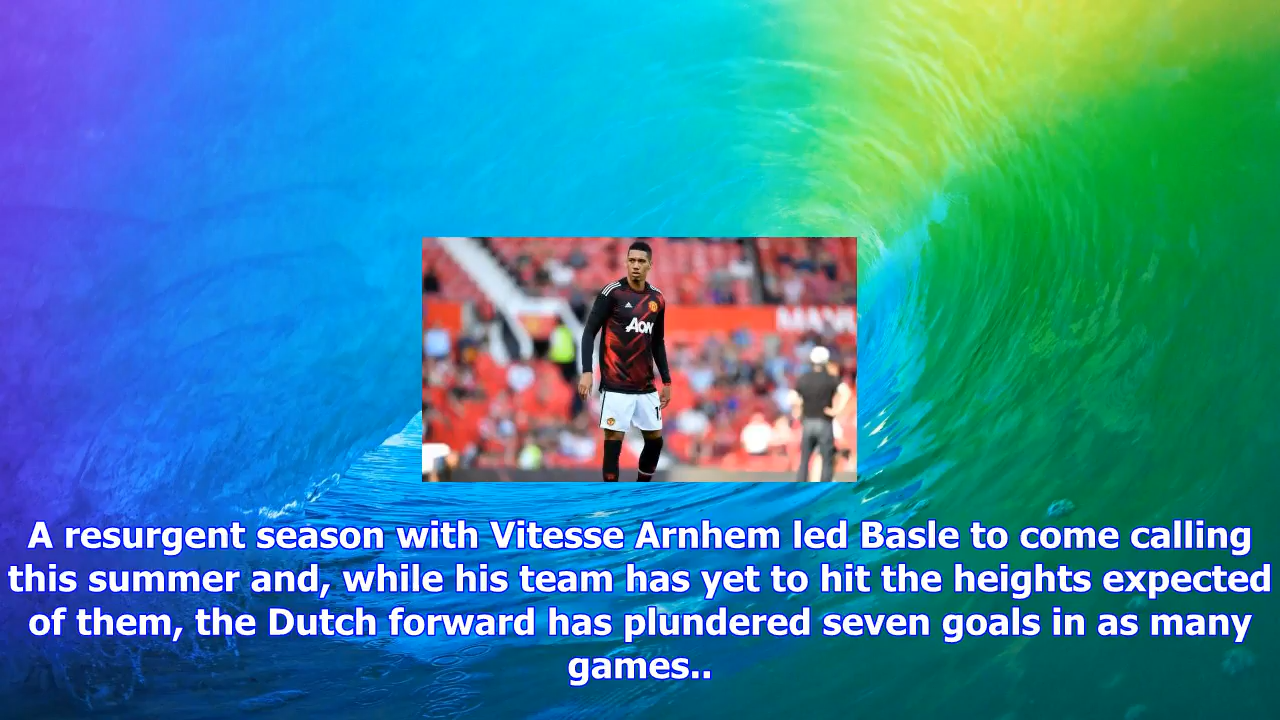 AON
A resurgent season with Vitesse Arnhem led Basle to come calling
this summer and, while his team has yet to hit the heights expected
of them, the Dutch forward has plundered seven goals in as many
games..